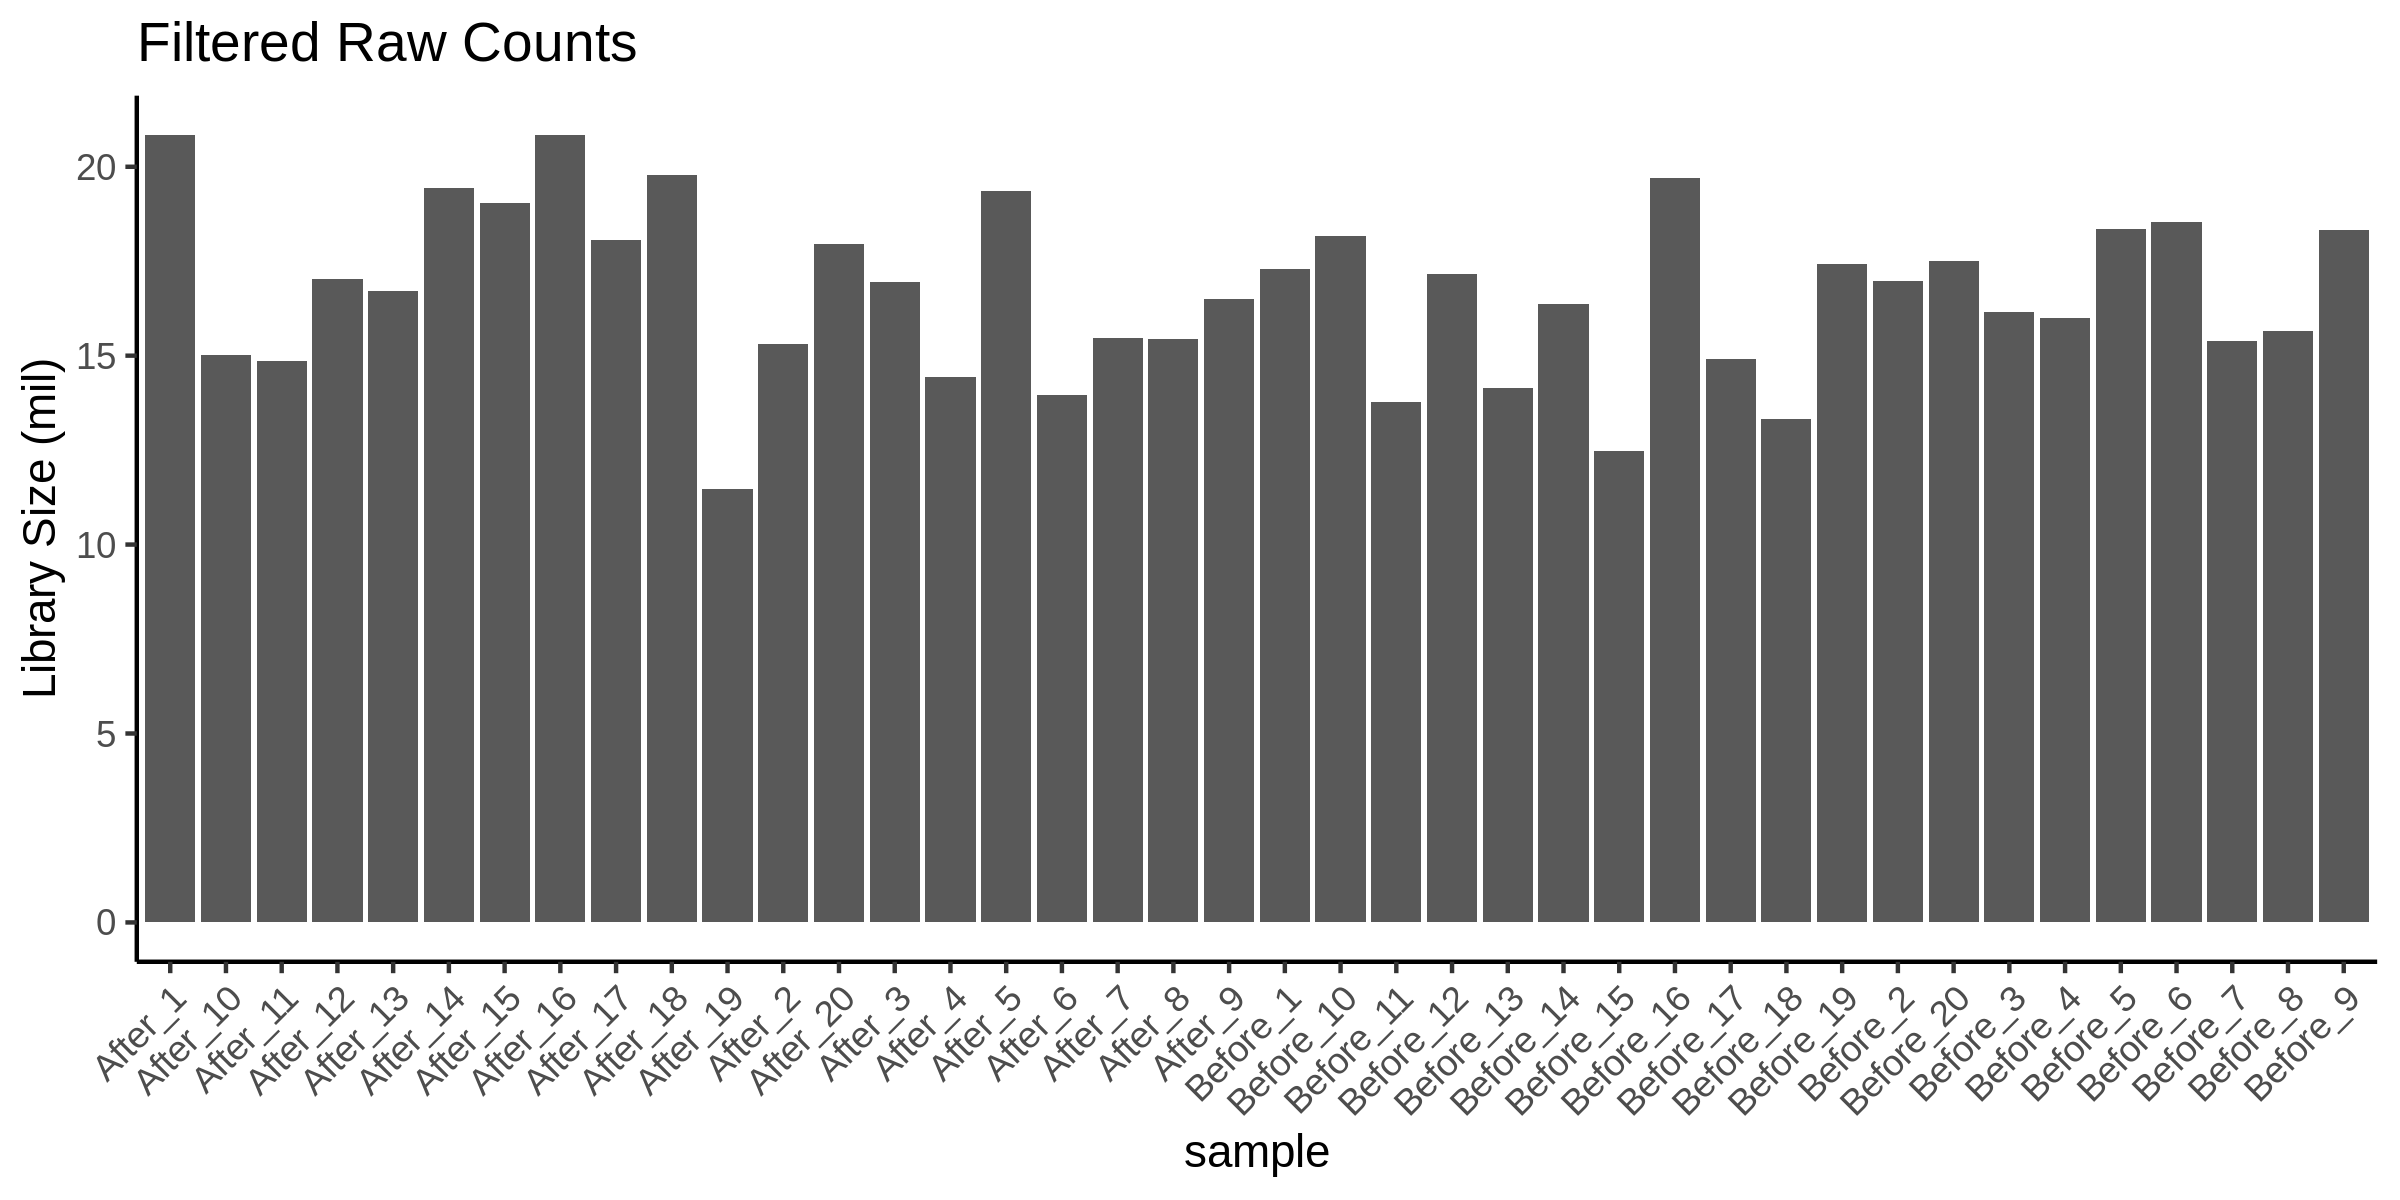 Filtered Raw Counts
Library Size (mil)
20
15
10
5
0
After_1
After_10
After_11
After_12
After_13
After_14
After_15
After_16
After_17
After_18
After_19
After_2
After_20
After_3
After_4
After_5
After_6
After_7
After_8
After_9
Before_1
Before_10
Before_11
Before_12
Before_13
Before_14
Before_15
Before_16
Before_17
Before_18
Before_19
Before_2
Before_20
Before_3
Before_4
Before_5
Before_6
Before_7
Before_8
Before_9
sample